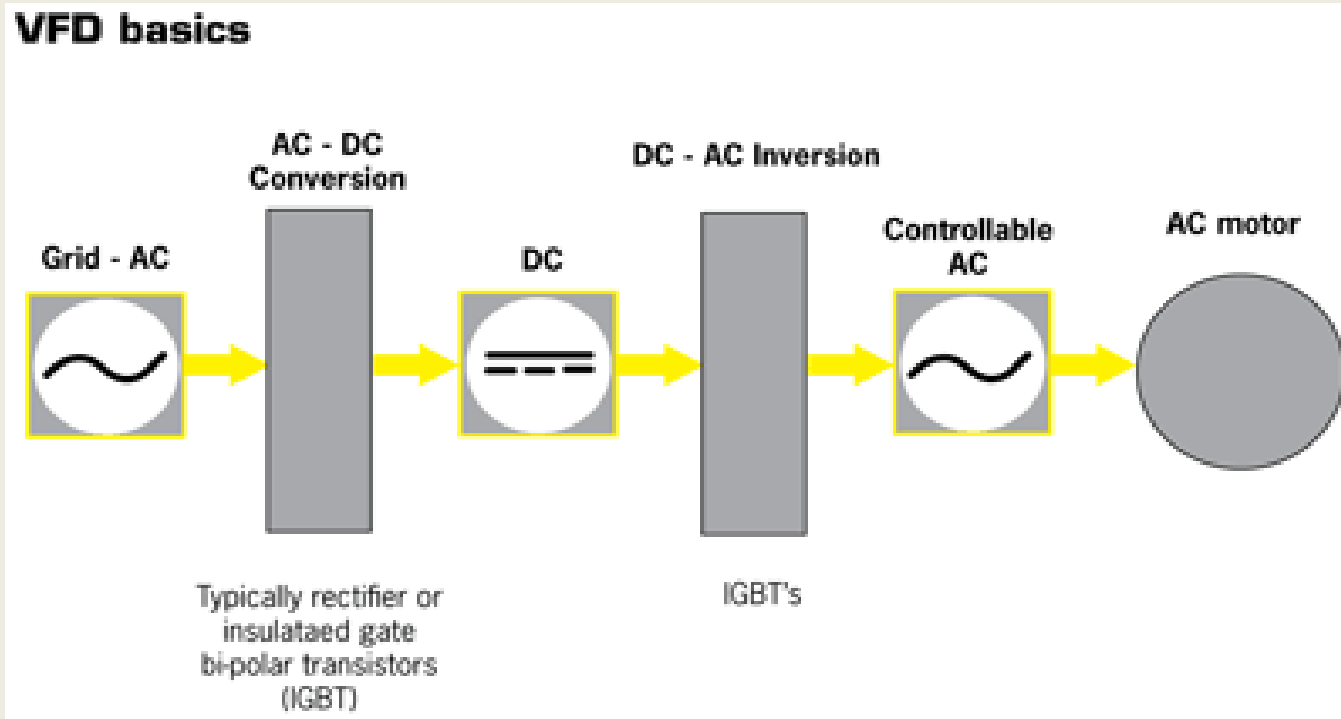 VFD basics
AC - DC
Conversion
DC - AC Inversion
Grid - AC
DC
Controllable
AC
AC motor
Typically rectifier or
insulataed gate
bi-polar transistors
(IGBT)
IGBT's